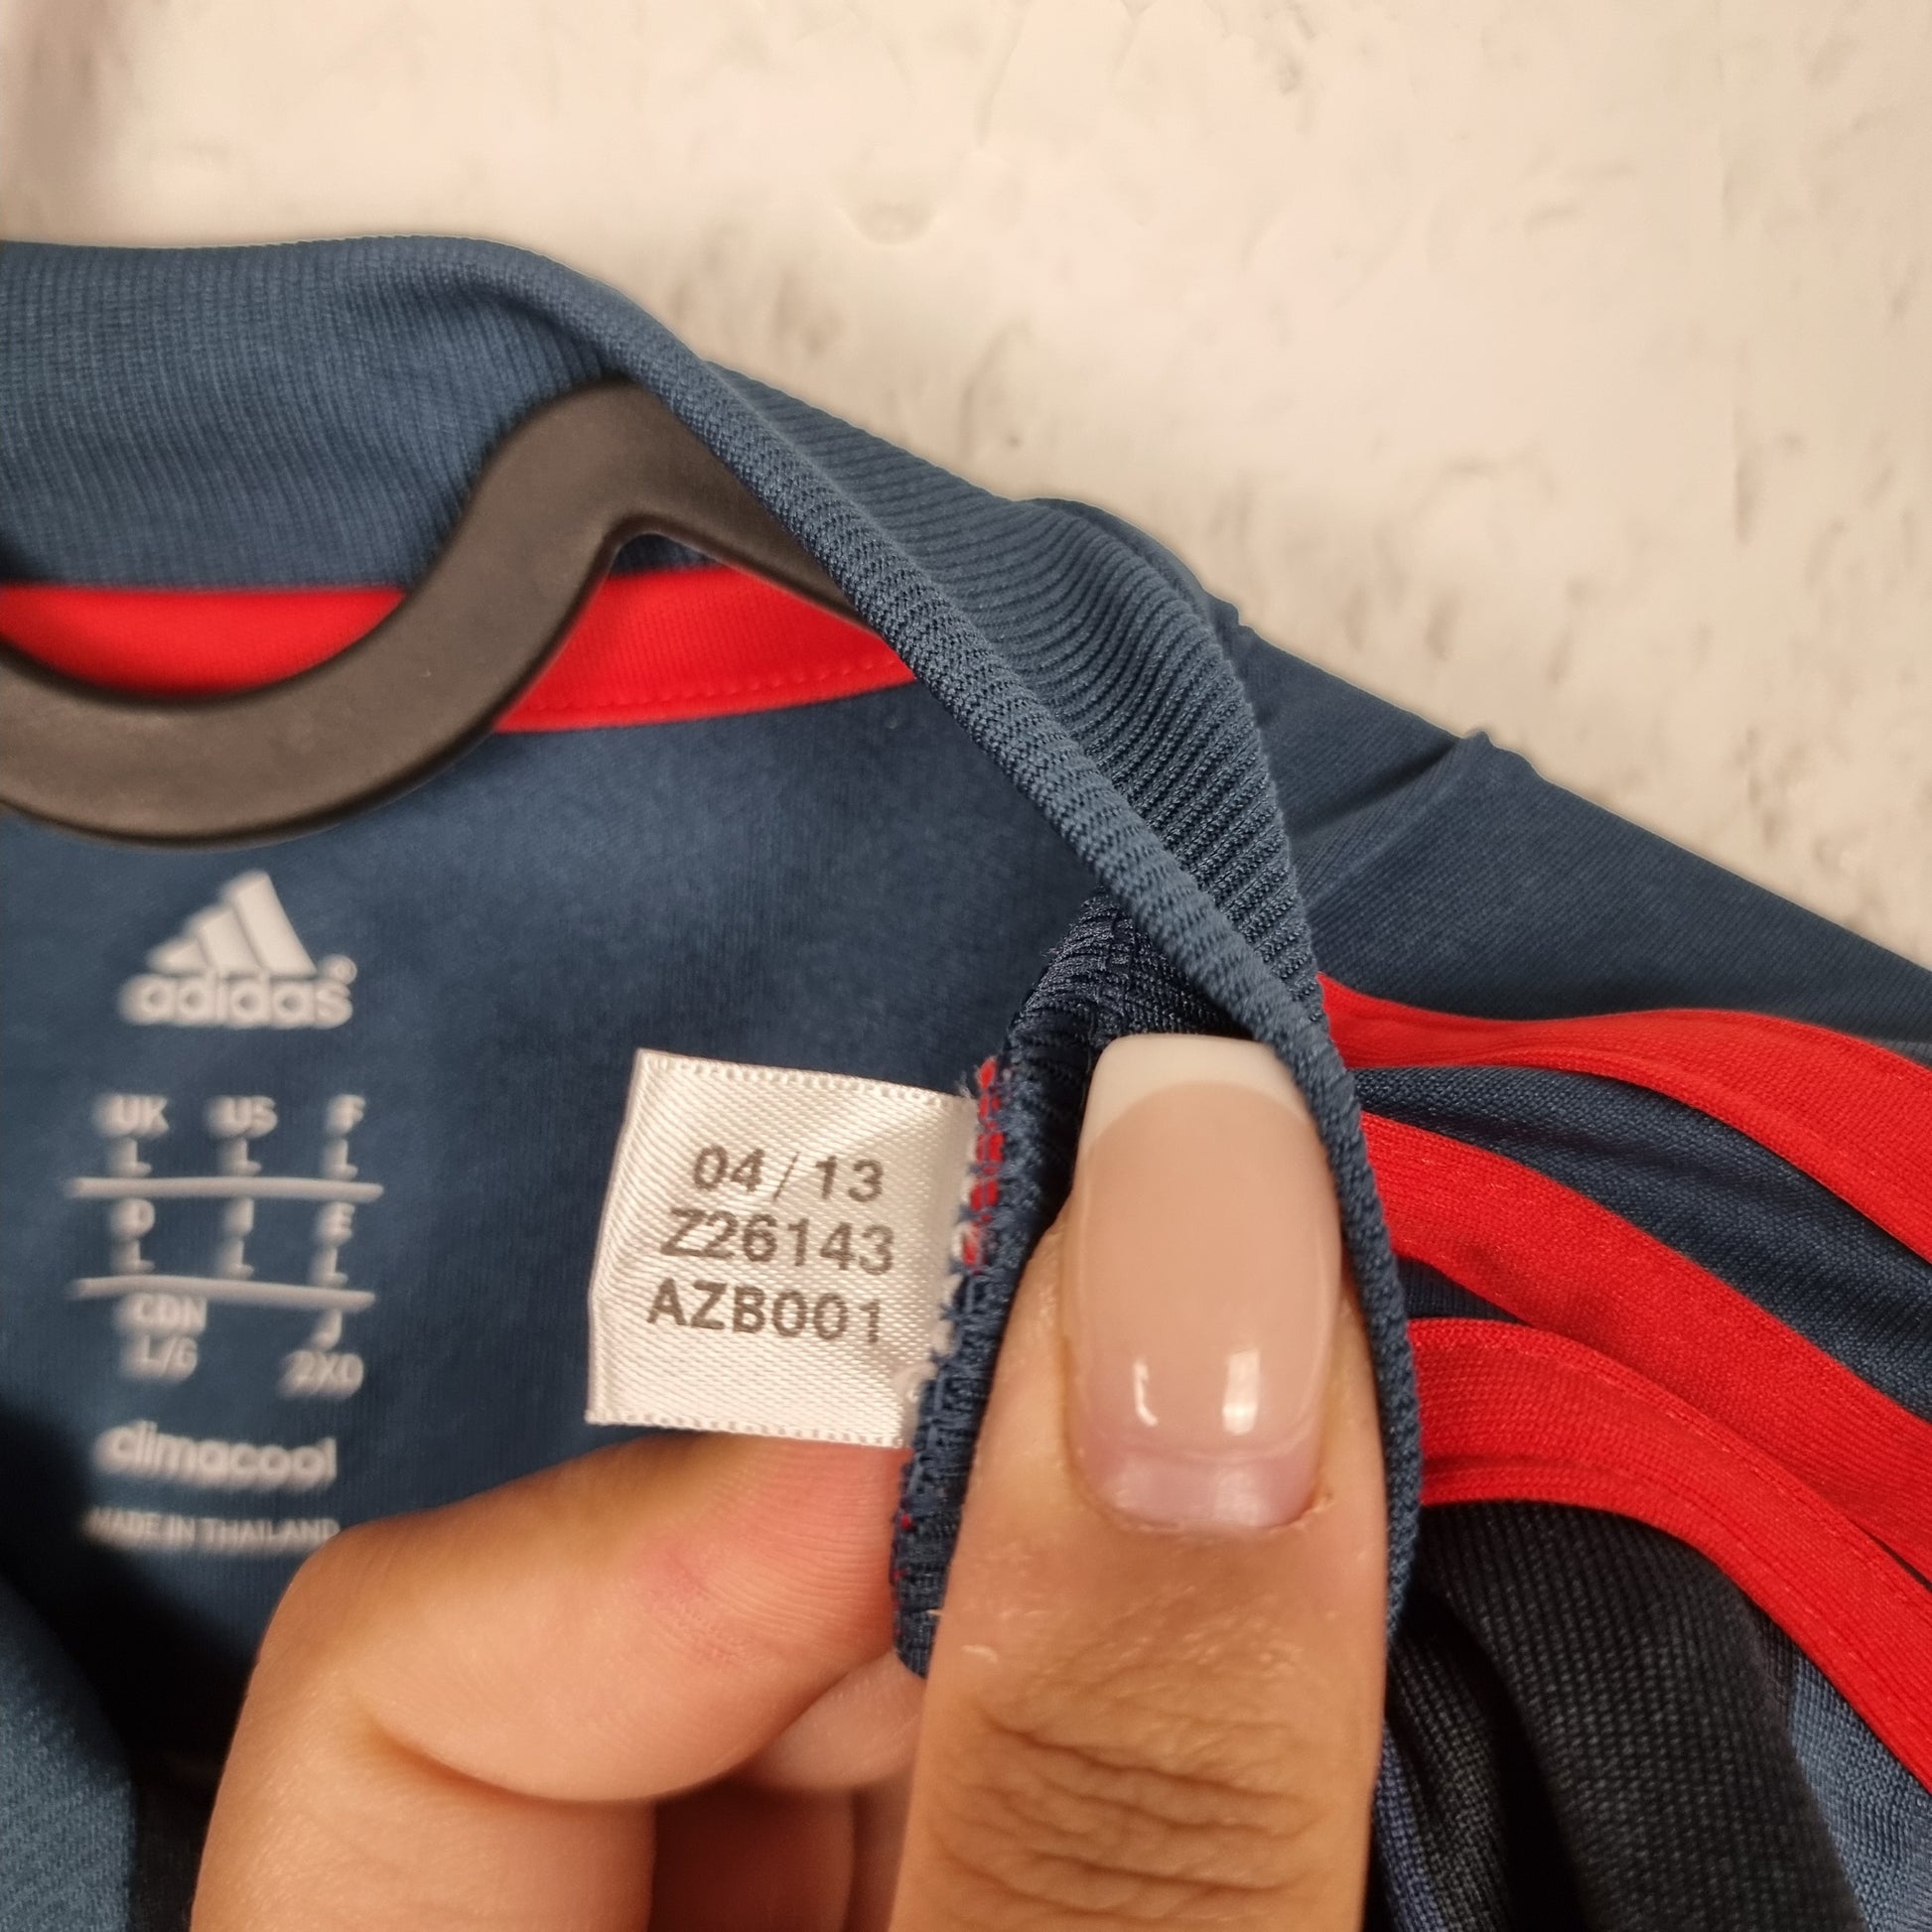 adidas
UK US F
L L L
D I E
L L L
CDN J
L/G 2XO
climacool
MADE IN THAILAND
04/13
Z26143
AZB001